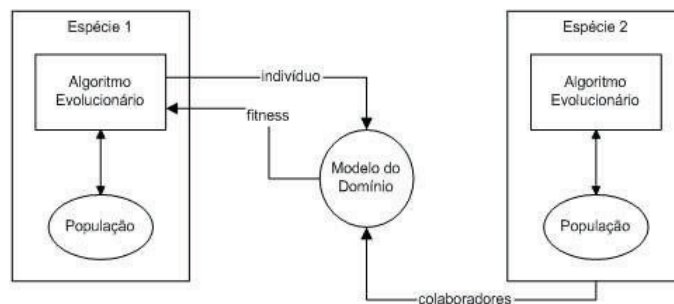 Espécie 1
Algoritmo
Evolucionário
População
indivíduo
fitness
Modelo do
Domínio
Espécie 2
Algoritmo
Evolucionário
População
colaboradores